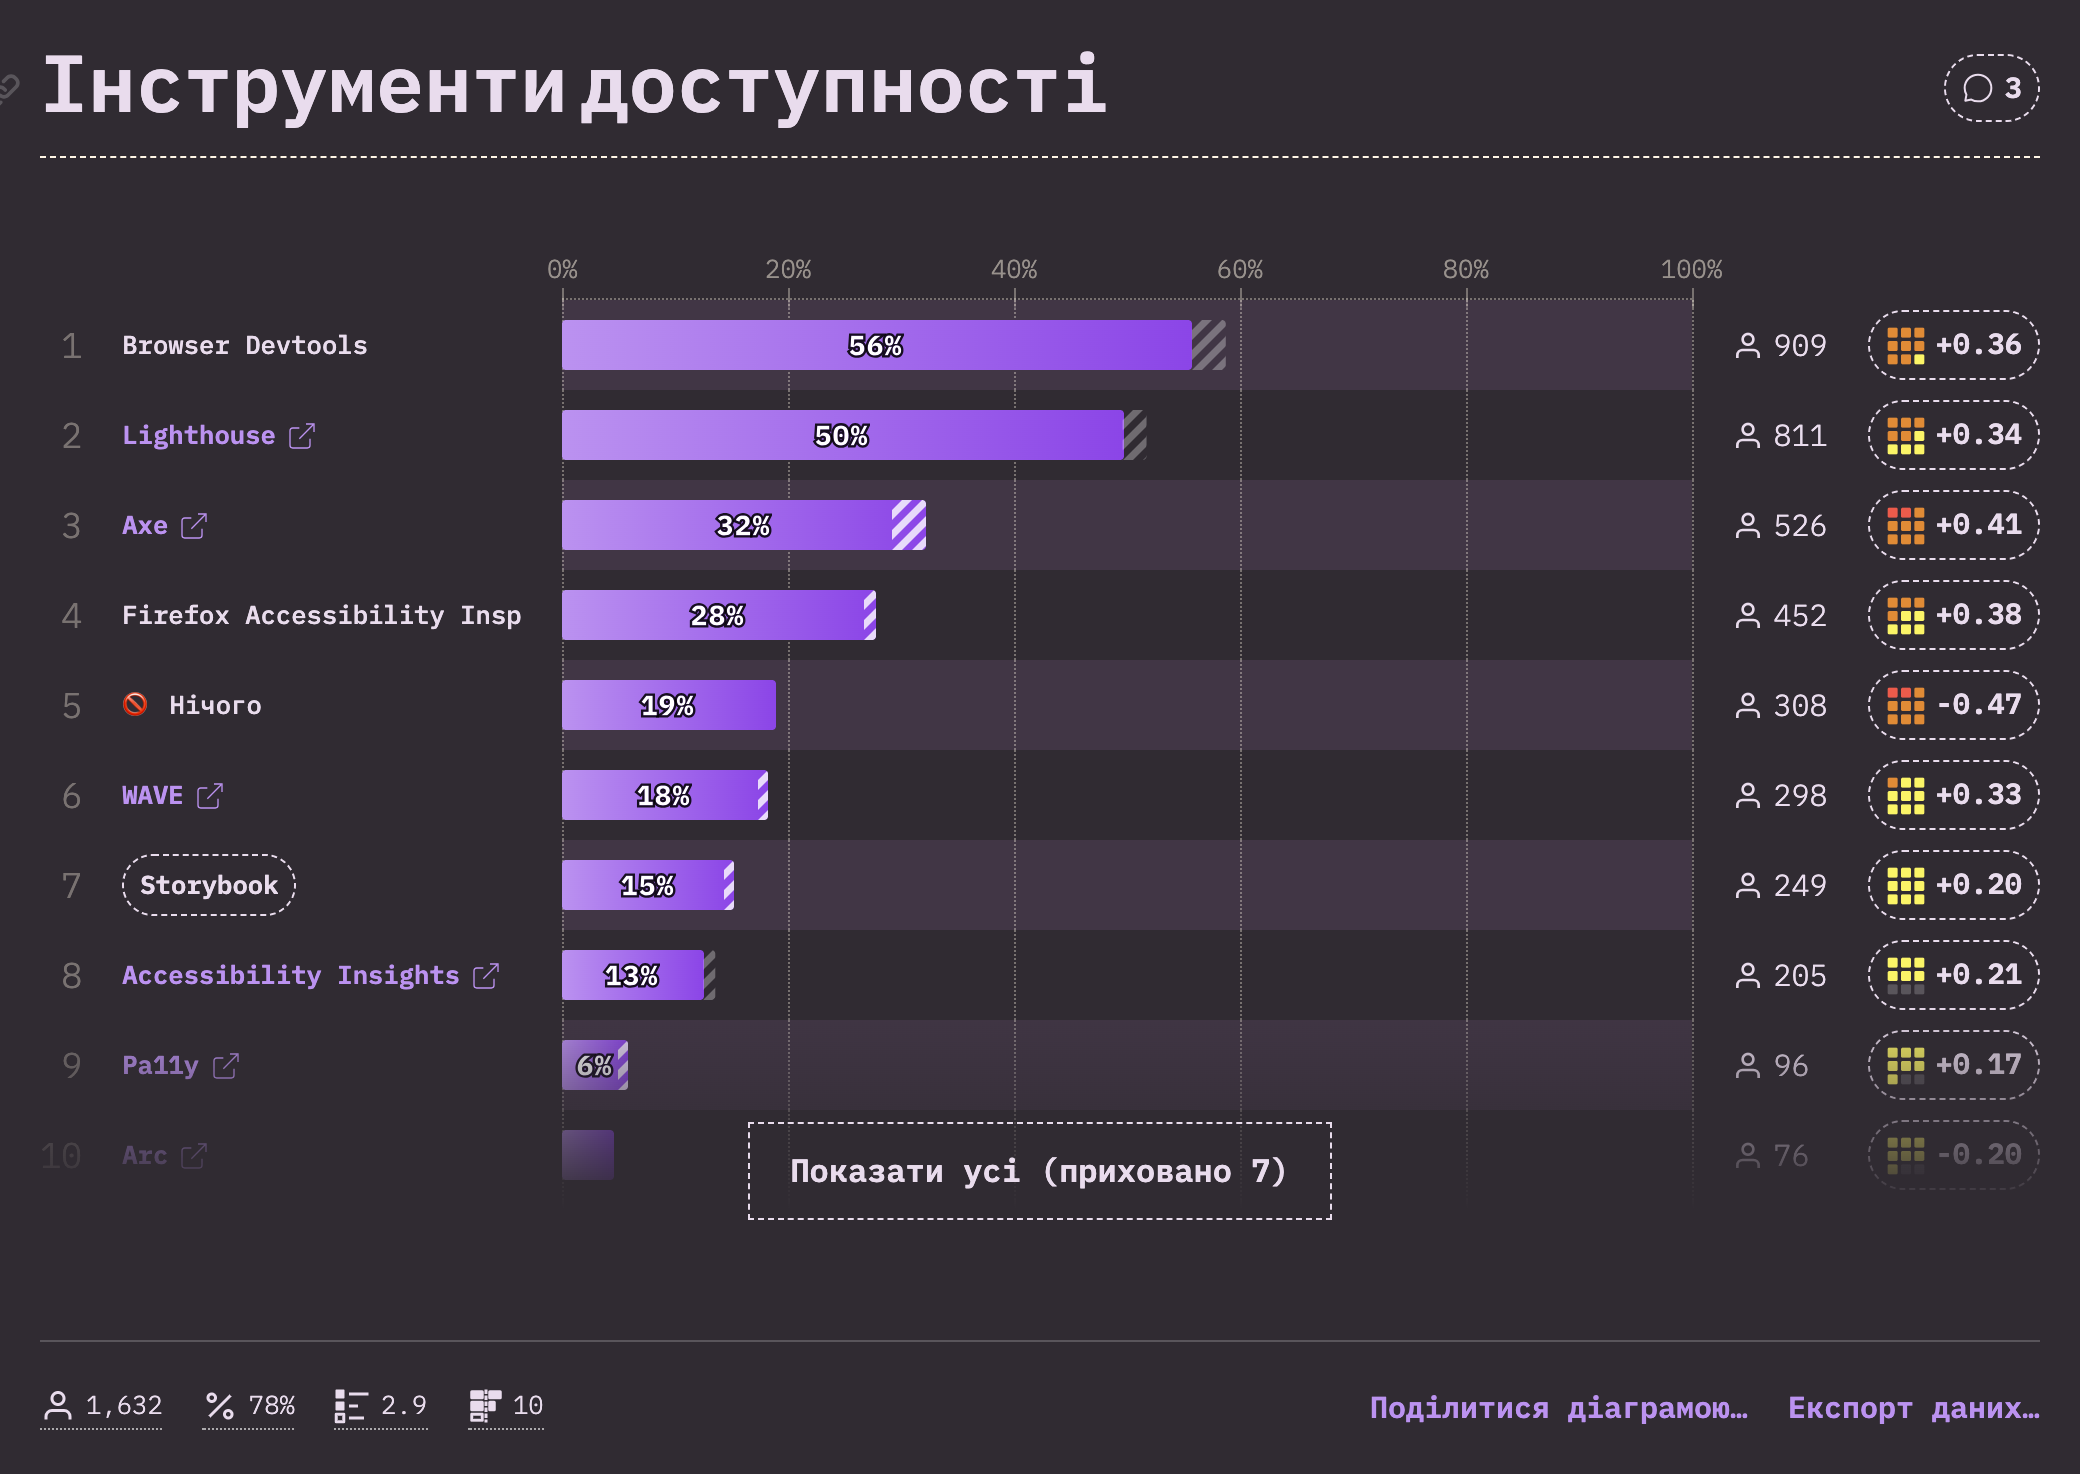 Інструменти доступності
3
0% 20% 40% 60% 80% 100%
1 Browser Devtools 56% 909 +0.36
2 Lighthouse 50% 811 +0.34
3 Axe 32% 526 +0.41
4 Firefox Accessibility Insp 28% 452 +0.38
5 Нічого 19% 308 -0.47
6 WAVE 18% 298 +0.33
7 Storybook 15% 249 +0.20
8 Accessibility Insights 13% 205 +0.21
9 Pa11y 6% 96 +0.17
10 Arc 76 -0.20
Показати усі (приховано 7)
1,632 78% 2.9 10 Поділитися діаграмою… Експорт даних…